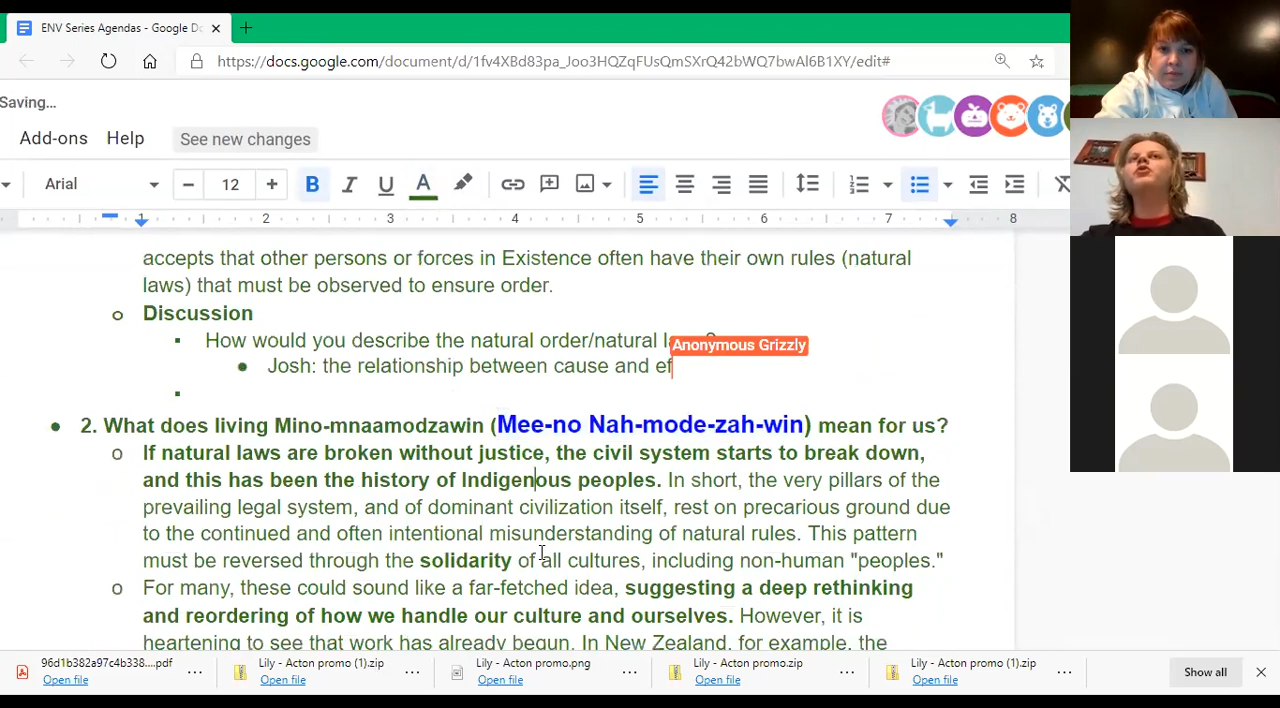 ENV Series Agendas - Google Do
https://docs.google.com/document/d/1fv4XBd83pa_Joo3HQZqFUsQmSXrQ42bWQ7bwAl6B1XY/edit#
Saving…
Add-ons Help See new changes
Arial 12
1 2 3 4 5 6 7 8
accepts that other persons or forces in Existence often have their own rules (natural
laws) that must be observed to ensure order.
Discussion
How would you describe the natural order/natural
Anonymous Grizzly
Josh: the relationship between cause and ef
2. What does living Mino-mnaamodzawin (Mee-no Nah-mode-zah-win) mean for us?
If natural laws are broken without justice, the civil system starts to break down,
and this has been the history of Indigenous peoples. In short, the very pillars of the
prevailing legal system, and of dominant civilization itself, rest on precarious ground due
to the continued and often intentional misunderstanding of natural rules. This pattern
must be reversed through the solidarity of all cultures, including non-human "peoples."
For many, these could sound like a far-fetched idea, suggesting a deep rethinking
and reordering of how we handle our culture and ourselves. However, it is
heartening to see that work has already begun. In New Zealand, for example, the
96d1b382a97c4b338....pdf Lily - Acton promo (1).zip Lily - Acton promo.png Lily - Acton promo.zip Lily - Acton promo (1).zip
Open file Open file Open file Open file Open file
Show all